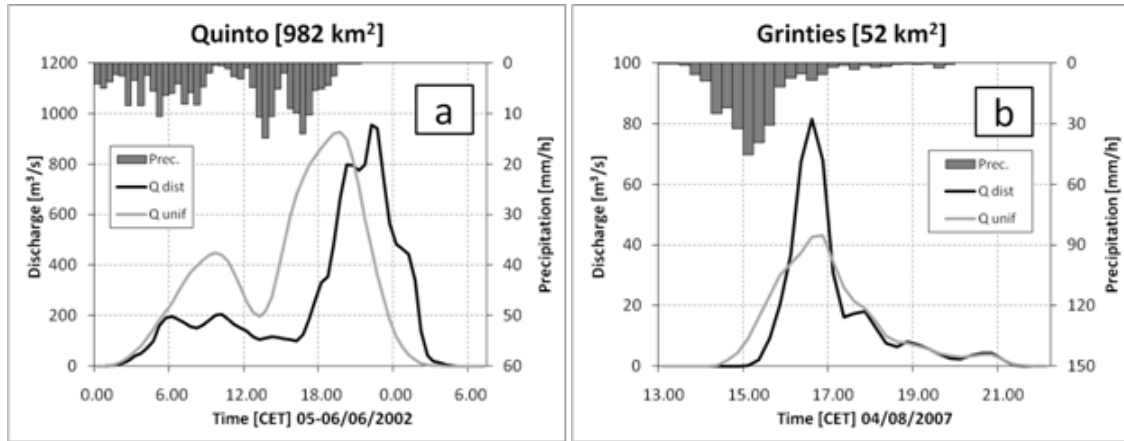 Quinto [982 km²]
1200
1000
800
600
400
200
0
Discharge [m³/s]
a
Prec.
Q dist
Q unif
0
10
20
30
40
50
60
Precipitation [mm/h]
0.00 6.00 12.00 18.00 0.00 6.00
Time [CET] 05-06/06/2002
Grinties [52 km²]
100
80
60
40
20
0
Discharge [m³/s]
b
Prec.
Q dist
Q unif
0
30
60
90
120
150
Precipitation [mm/h]
13.00 15.00 17.00 19.00 21.00
Time [CET] 04/08/2007